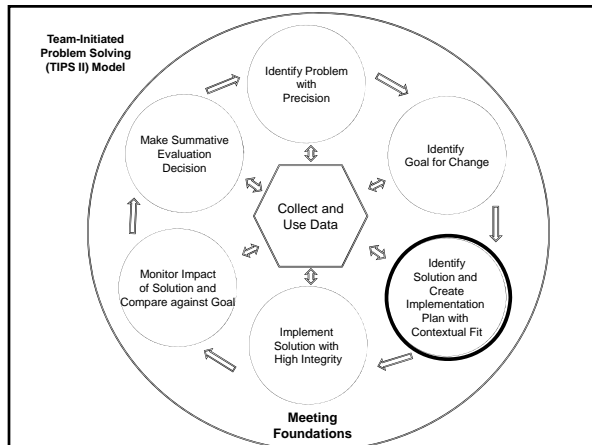 Team-Initiated
Problem Solving
(TIPS II) Model
Identify Problem
with
Precision
Identify
Goal for Change
Identify
Solution and
Create
Implementation
Plan with
Contextual Fit
Implement
Solution with
High Integrity
Monitor Impact
of Solution and
Compare against Goal
Make Summative
Evaluation
Decision
Collect and
Use Data
Meeting
Foundations